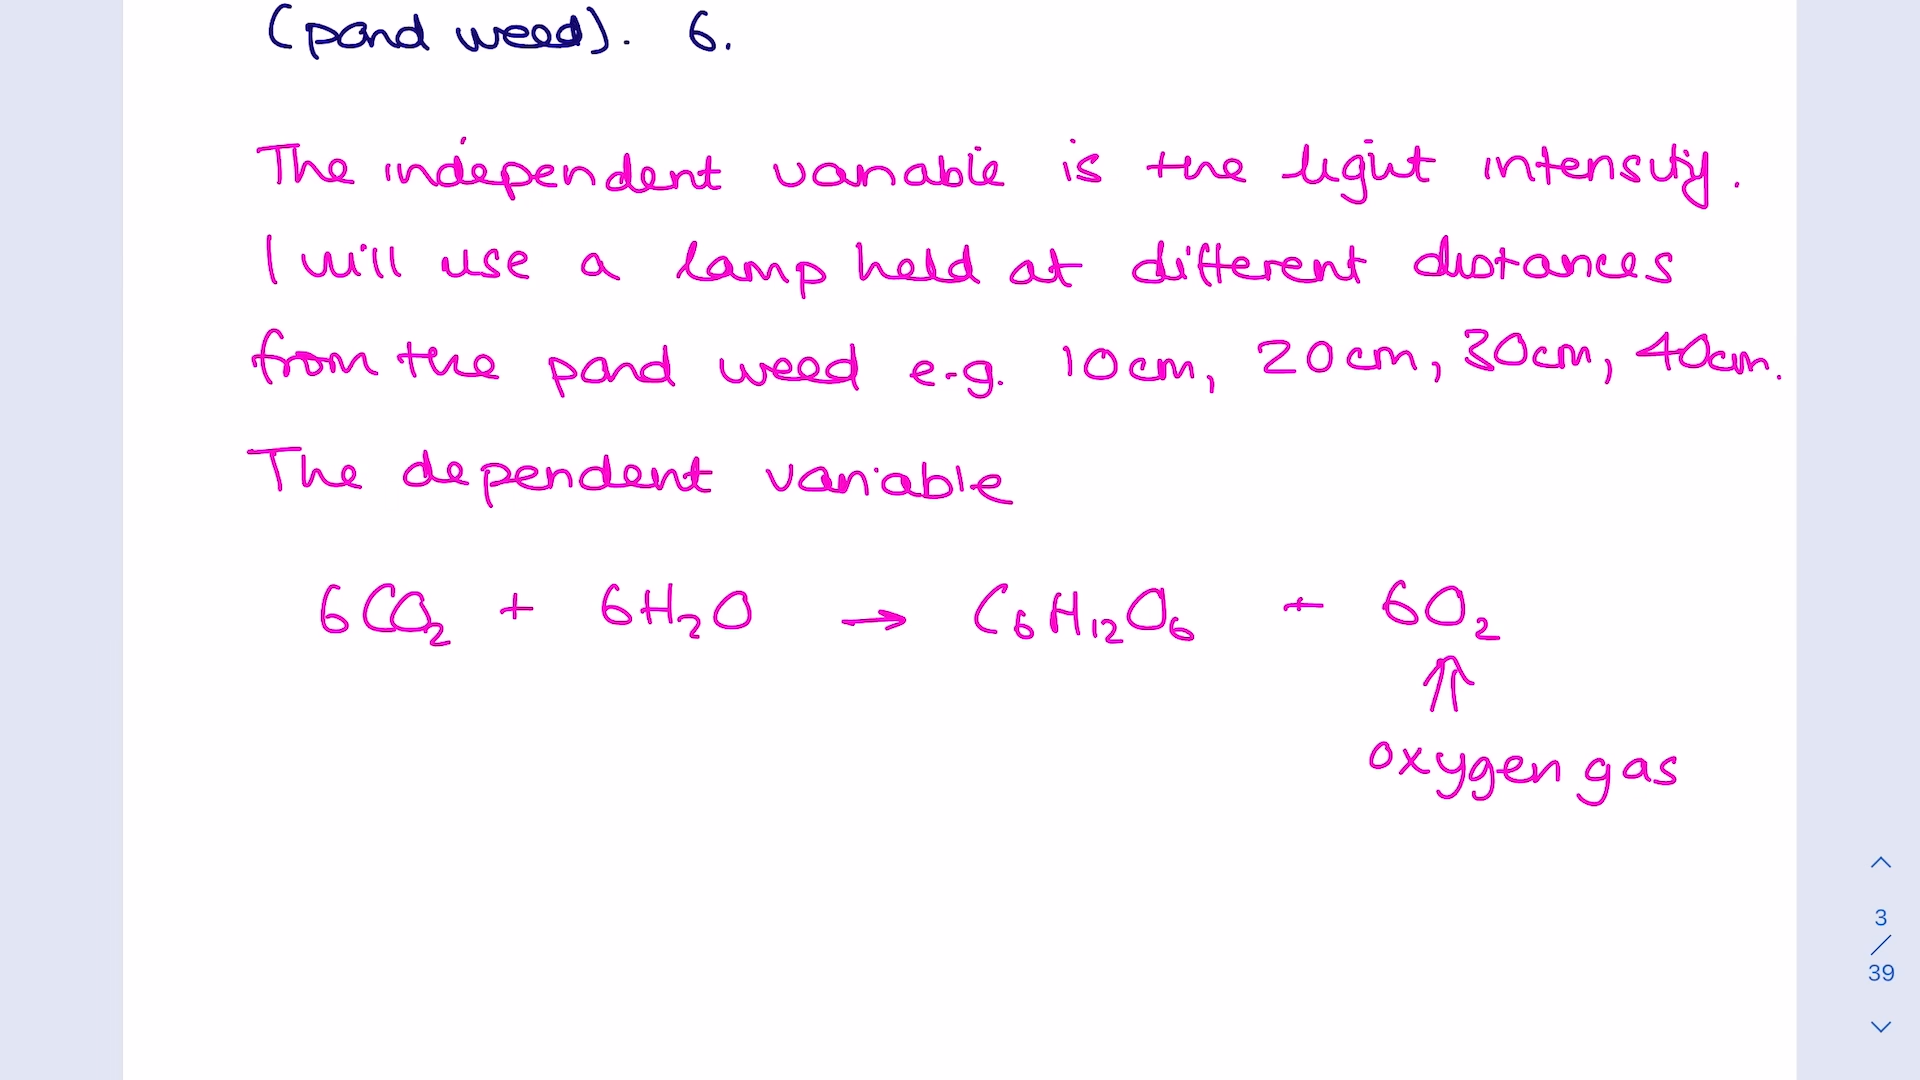 (pond weed). 6.
The independent variable is the light intensity.
I will use a lamp held at different distances
from the pond weed e.g. 10cm, 20cm, 30cm, 40cm.
The dependent variable
6CO₂ + 6H₂O → C₆H₁₂O₆ + 6O₂
oxygen gas
3
/
39